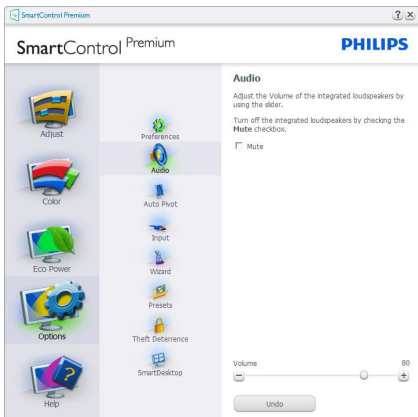 SmartControl Premium
? ×
SmartControl Premium
PHILIPS
Adjust
Color
Eco Power
Options
Help
Preferences
Audio
Auto Pivot
Input
Wizard
Presets
Theft Deterrence
SmartDesktop
Audio
Adjust the Volume of the integrated loudspeakers by
using the slider.
Turn off the integrated loudspeakers by checking the
Mute checkbox.
Mute
Volume 80
Undo